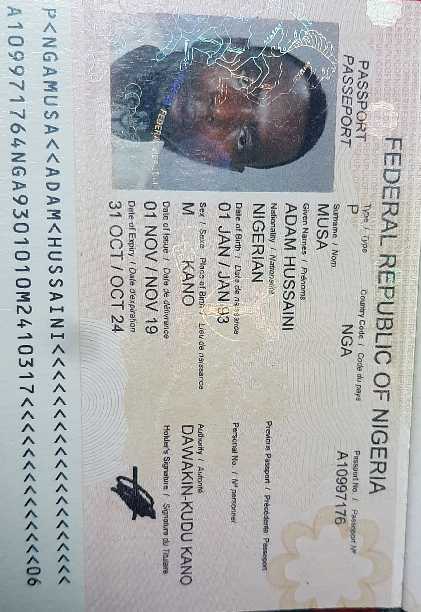 FEDERAL REPUBLIC OF NIGERIA
PASSPORT
PASSEPORT
Type / Type
P
Country Code / Code du pays
NGA
Passport No. / Passeport Nº
A10997176
Surname / Nom
MUSA
Given Names / Prénoms
ADAM HUSSAINI
Nationality / Nationalité
NIGERIAN
Previous Passport / Précédente Passeport
Date of Birth / Date de naissance
01 JAN / JAN 93
Personal No. / Nº personnel
Sex / Sexe
M
Place of Birth / Lieu de naissance
KANO
Authority / Autorité
DAWAKIN-KUDU KANO
Date of Issue / Date de délivrance
01 NOV / NOV 19
Holder's Signature / Signature du Titulaire
Date of Expiry / Date d'expiration
31 OCT / OCT 24
P<NGAMUSA<<ADAM<HUSSAINI<<<<<<<<<<<<<<<<<<<<
A109971764NGA9301010M2410317<<<<<<<<<<<<<<06